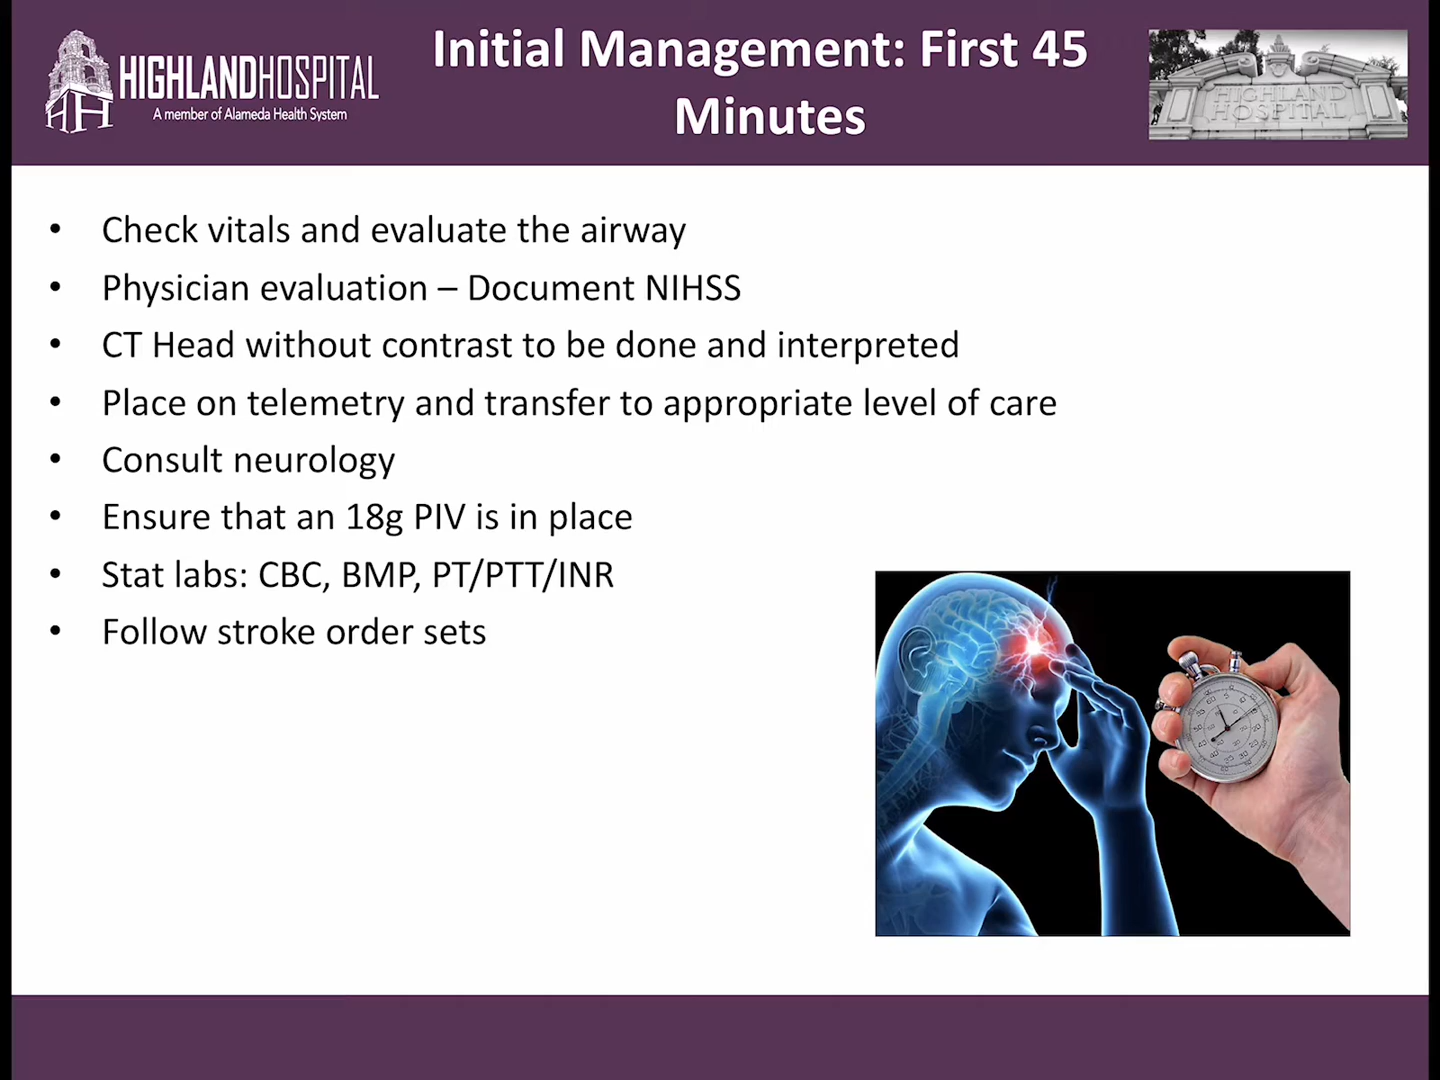 HIGHLANDHOSPITAL
A member of Alameda Health System
Initial Management: First 45
Minutes
HIGHLAND
HOSPITAL
• Check vitals and evaluate the airway
• Physician evaluation – Document NIHSS
• CT Head without contrast to be done and interpreted
• Place on telemetry and transfer to appropriate level of care
• Consult neurology
• Ensure that an 18g PIV is in place
• Stat labs: CBC, BMP, PT/PTT/INR
• Follow stroke order sets